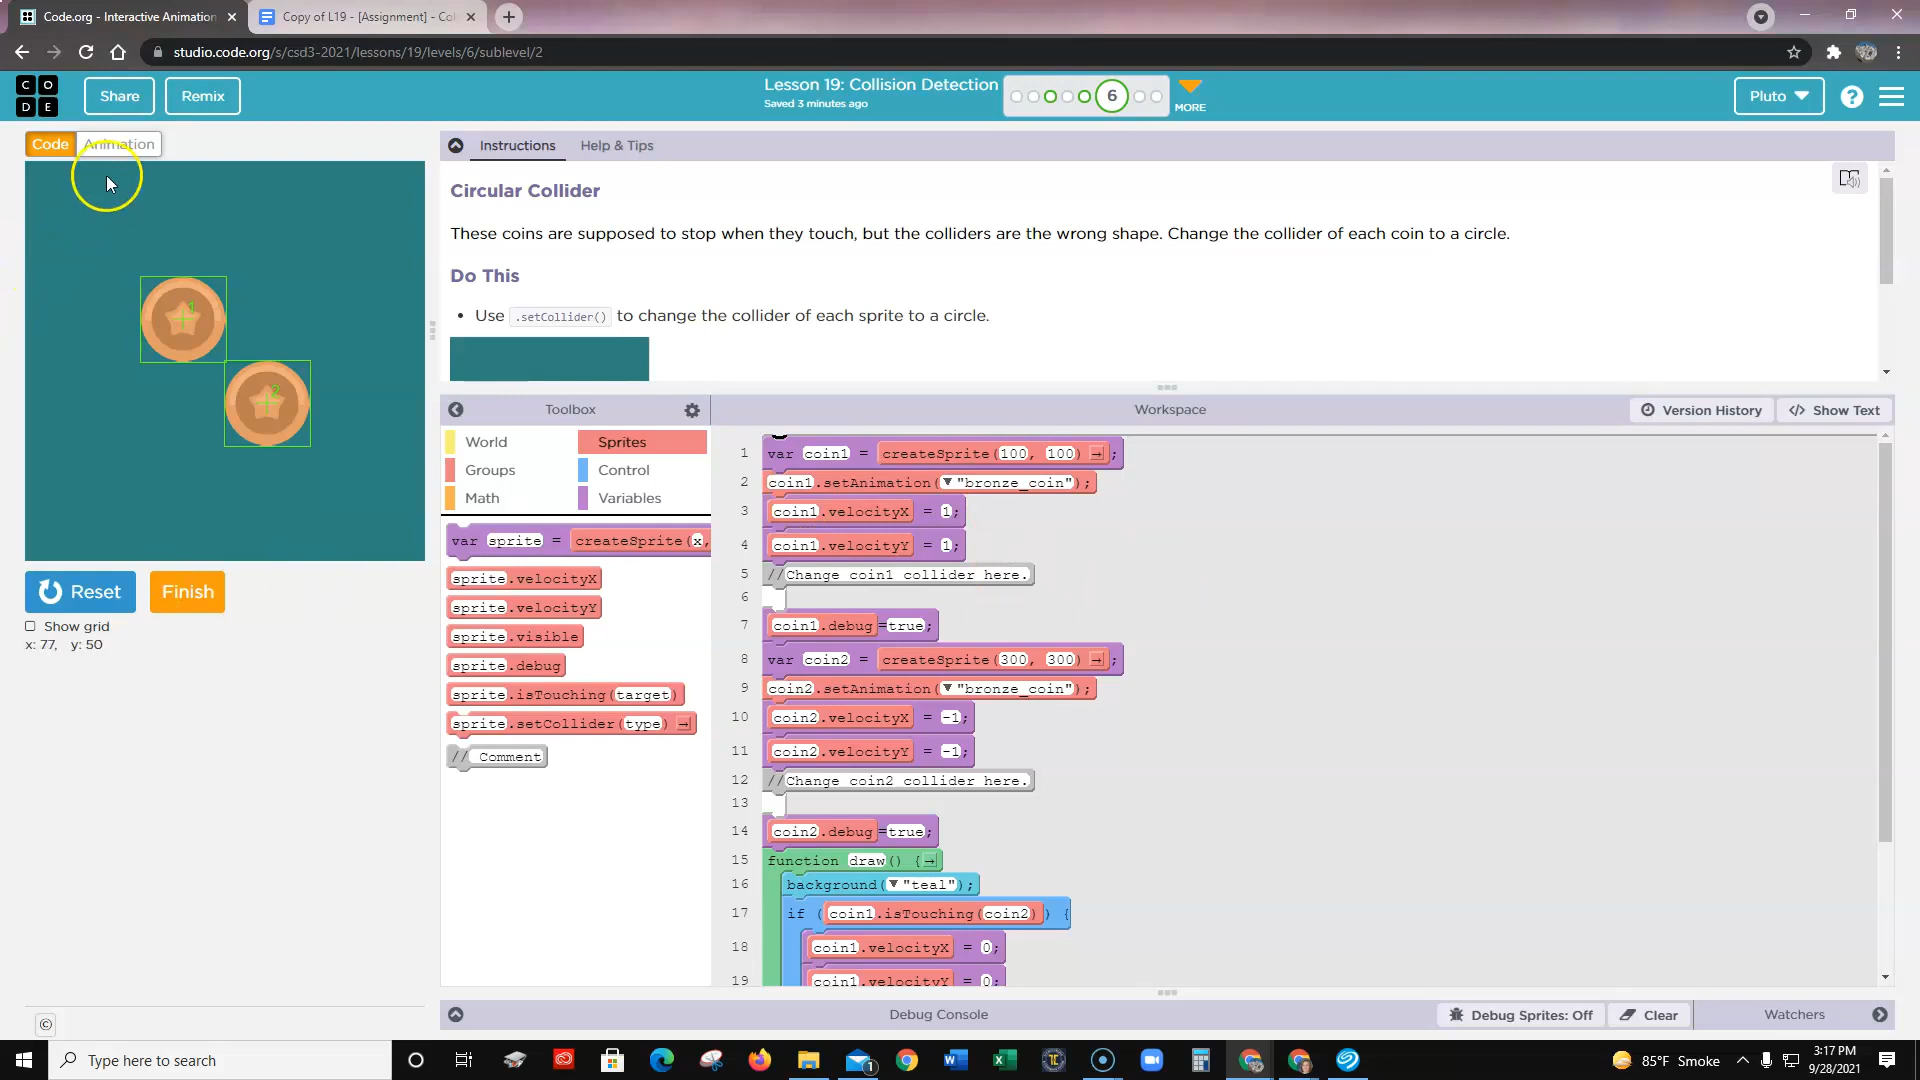 Code.org - Interactive Animation
Copy of L19 - [Assignment] - Col
studio.code.org/s/csd3-2021/lessons/19/levels/6/sublevel/2
C O
D E
Share
Remix
Lesson 19: Collision Detection
Saved 3 minutes ago
6
MORE
Pluto
?
Code
Animation
Instructions
Help & Tips
Circular Collider
These coins are supposed to stop when they touch, but the colliders are the wrong shape. Change the collider of each coin to a circle.
Do This
• Use .setCollider() to change the collider of each sprite to a circle.
1
2
Reset
Finish
Show grid
x: 77, y: 50
Toolbox
World
Sprites
Groups
Control
Math
Variables
var sprite = createSprite(x,
sprite.velocityX
sprite.velocityY
sprite.visible
sprite.debug
sprite.isTouching(target)
sprite.setCollider(type)
// Comment
Workspace
Version History
</> Show Text
1 var coin1 = createSprite(100, 100) → ;
2 coin1.setAnimation(▼"bronze_coin");
3 coin1.velocityX = 1;
4 coin1.velocityY = 1;
5 //Change coin1 collider here.
6
7 coin1.debug=true;
8 var coin2 = createSprite(300, 300) → ;
9 coin2.setAnimation(▼"bronze_coin");
10 coin2.velocityX = -1;
11 coin2.velocityY = -1;
12 //Change coin2 collider here.
13
14 coin2.debug=true;
15 function draw() {→
16 background(▼"teal");
17 if (coin1.isTouching(coin2)) {
18 coin1.velocityX = 0;
19 coin1.velocityY = 0;
Debug Console
Debug Sprites: Off
Clear
Watchers
©
Type here to search
1
85°F Smoke
3:17 PM
9/28/2021